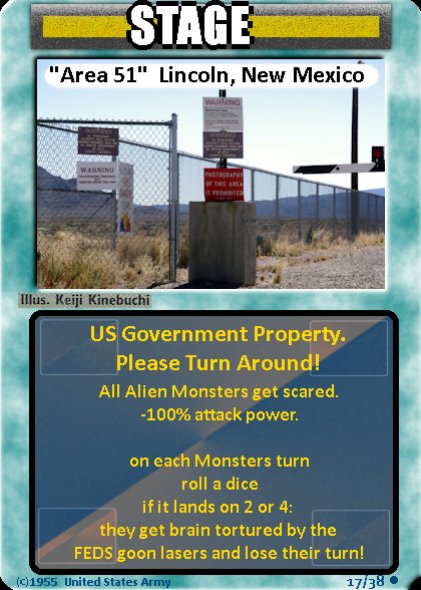 STAGE
"Area 51" Lincoln, New Mexico
WARNING
WARNING
PHOTOGRAPHY
OF THIS AREA
IS PROHIBITED
Illus. Keiji Kinebuchi
US Government Property.
Please Turn Around!
All Alien Monsters get scared.
-100% attack power.
on each Monsters turn
roll a dice
if it lands on 2 or 4:
they get brain tortured by the
FEDS goon lasers and lose their turn!
(c)1955 United States Army
17/38